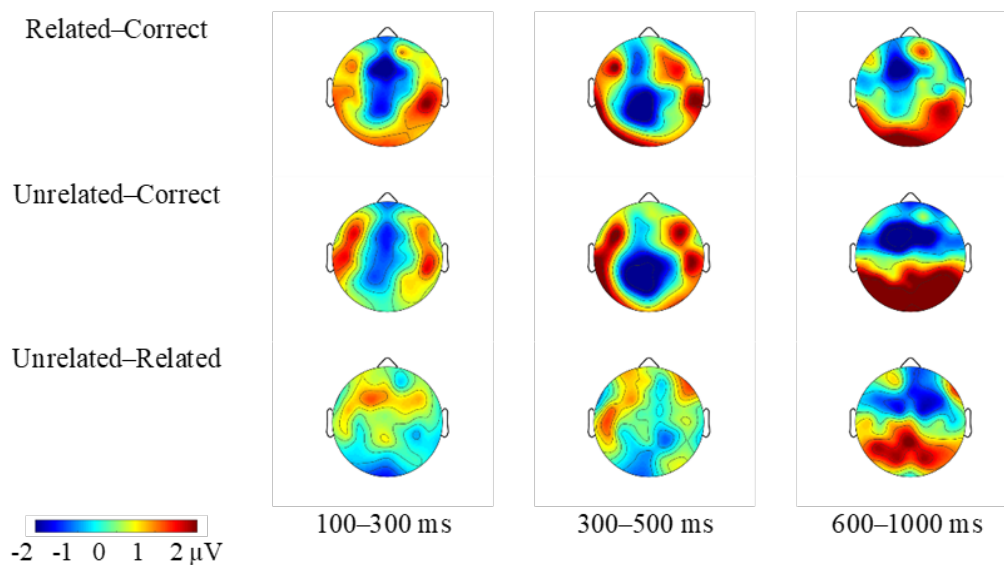 Related–Correct
Unrelated–Correct
Unrelated–Related
100–300 ms
300–500 ms
600–1000 ms
-2 -1 0 1 2 μV